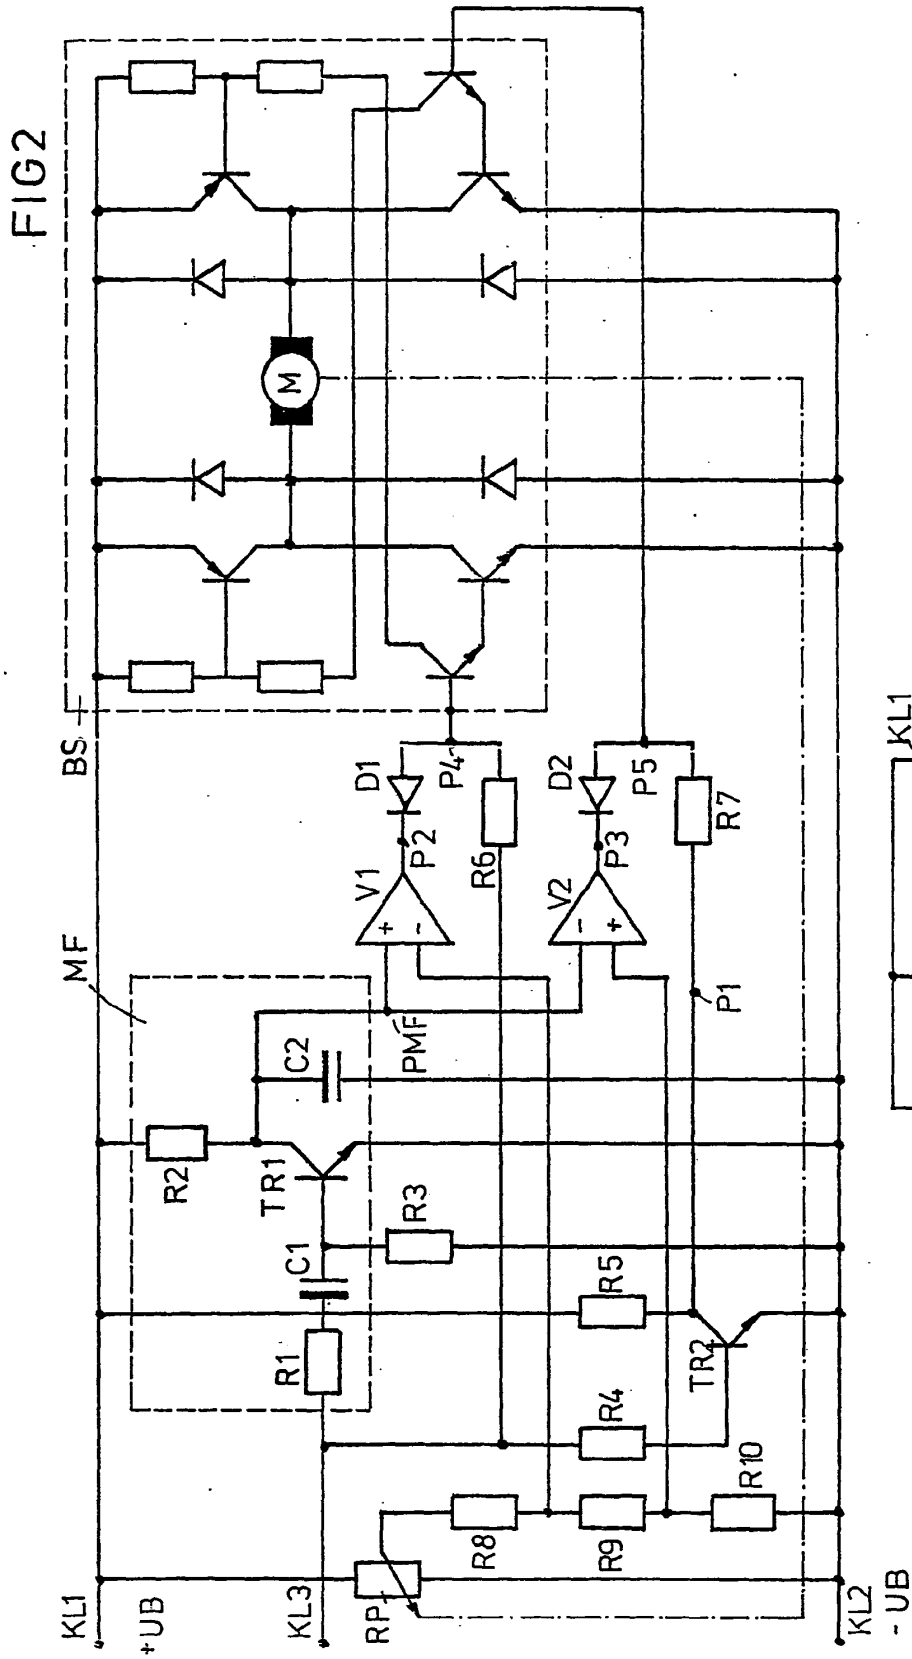 FIG2
BS
MF
KL1
+UB
KL3
RP
KL2
- UB
R1
C1
R2
TR1
C2
R3
PMF
V1
+
-
P2
D1
P4
R6
V2
-
+
P3
D2
P5
R7
P1
R5
TR2
R4
R8
R9
R10
M
KL1